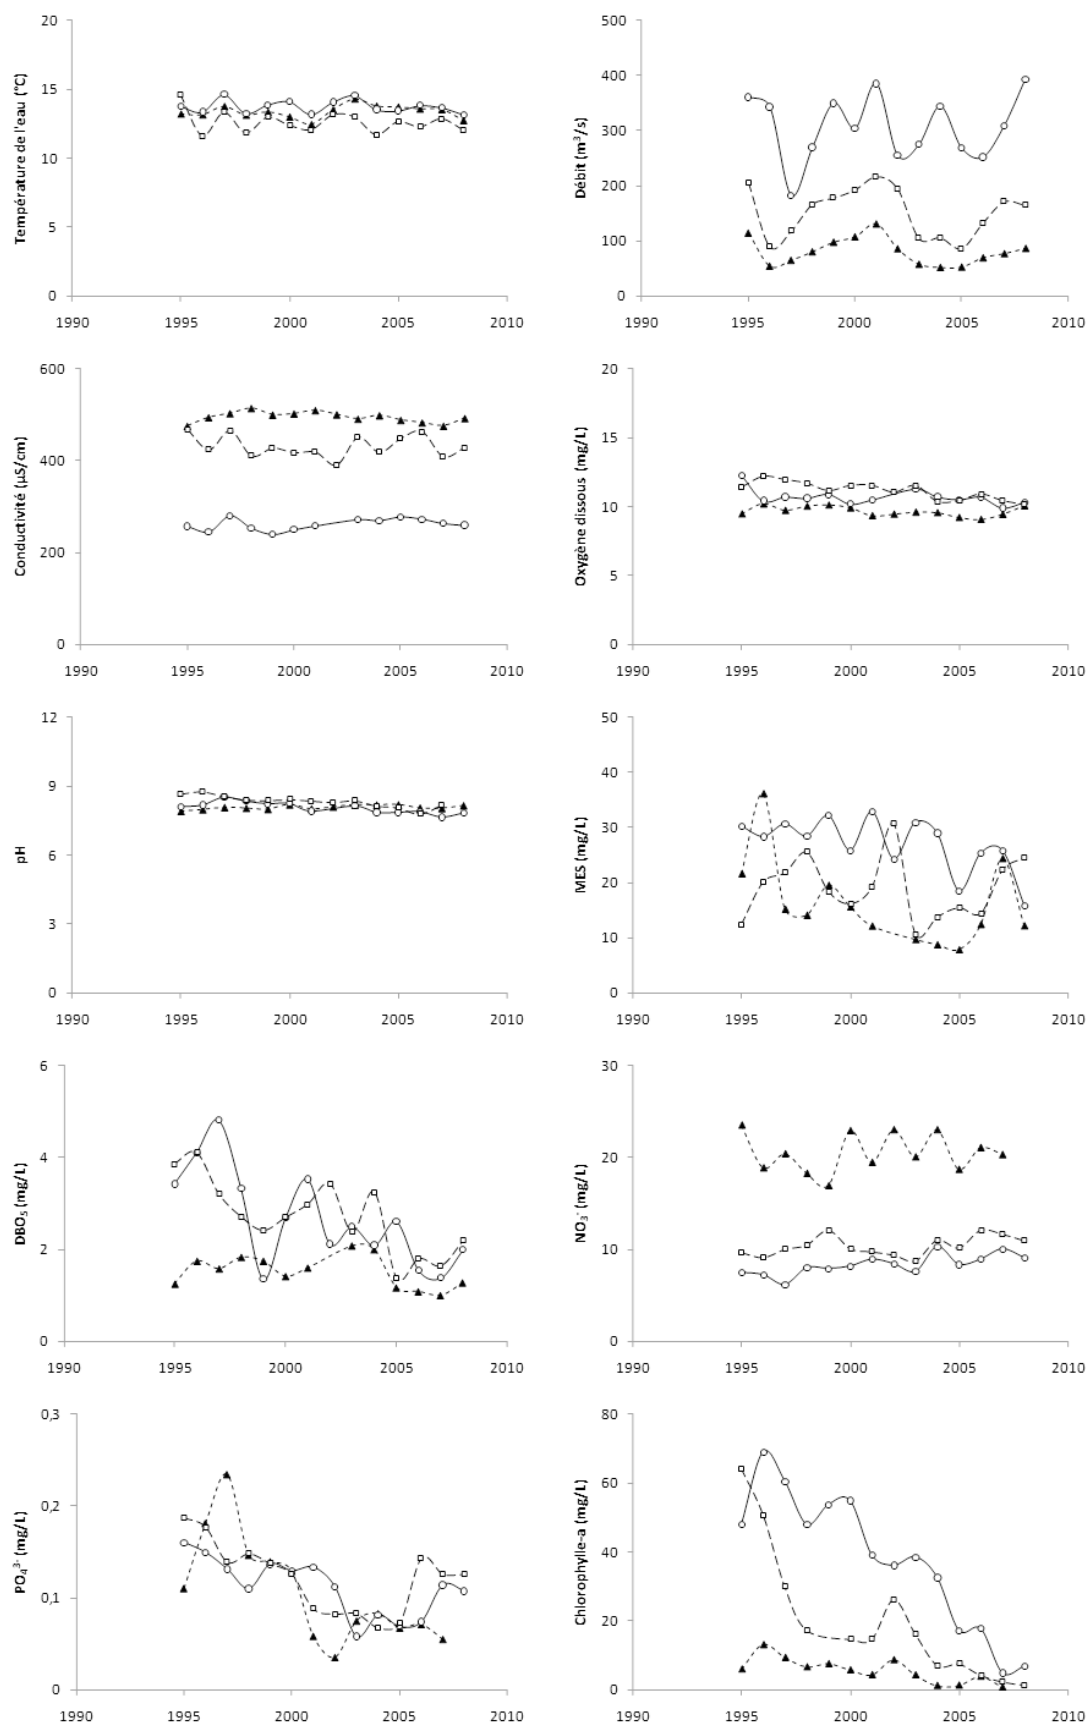 Température de l'eau (°C)
20
15
10
5
0
1990 1995 2000 2005 2010
Débit (m³/s)
500
400
300
200
100
0
1990 1995 2000 2005 2010
Conductivité (µS/cm)
600
400
200
0
1990 1995 2000 2005 2010
Oxygène dissous (mg/L)
20
15
10
5
0
1990 1995 2000 2005 2010
pH
12
9
6
3
0
1990 1995 2000 2005 2010
MES (mg/L)
50
40
30
20
10
0
1990 1995 2000 2005 2010
DBO₅ (mg/L)
6
4
2
0
1990 1995 2000 2005 2010
NO₃⁻ (mg/L)
30
20
10
0
1990 1995 2000 2005 2010
PO₄³⁻ (mg/L)
0,3
0,2
0,1
0
1990 1995 2000 2005 2010
Chlorophylle-a (mg/L)
80
60
40
20
0
1990 1995 2000 2005 2010